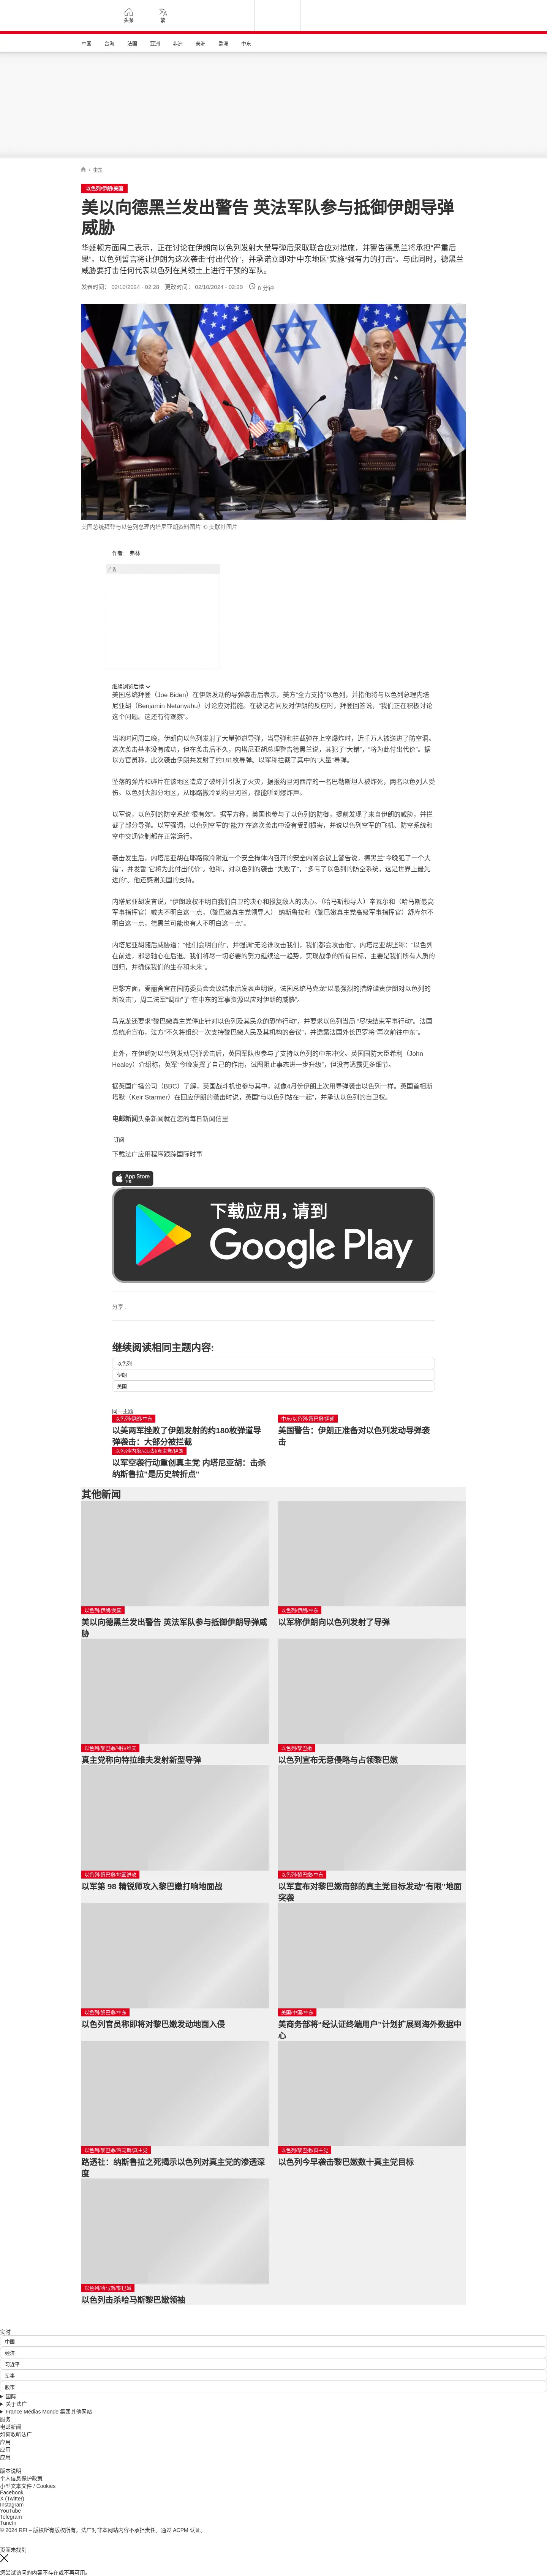 头条
繁
中国
台海
法国
亚洲
非洲
美洲
欧洲
中东
/ 中东
以色列/伊朗/美国
美以向德黑兰发出警告 英法军队参与抵御伊朗导弹
威胁
华盛顿方面周二表示，正在讨论在伊朗向以色列发射大量导弹后采取联合应对措施，并警告德黑兰将承担“严重后
果”。以色列誓言将让伊朗为这次袭击“付出代价”，并承诺立即对“中东地区”实施“强有力的打击”。与此同时，德黑兰
威胁要打击任何代表以色列在其领土上进行干预的军队。
发表时间： 02/10/2024 - 02:28 更改时间： 02/10/2024 - 02:29 6 分钟
美国总统拜登与以色列总理内塔尼亚胡资料图片 © 美联社图片
作者： 弗林
广告
继续浏览后续
美国总统拜登（Joe Biden）在伊朗发动的导弹袭击后表示，美方“全力支持”以色列，并指他将与以色列总理内塔
尼亚胡（Benjamin Netanyahu）讨论应对措施。在被记者问及对伊朗的反应时，拜登回答说，“我们正在积极讨论
这个问题。这还有待观察”。
当地时间周二晚，伊朗向以色列发射了大量弹道导弹，当导弹和拦截弹在上空爆炸时，近千万人被送进了防空洞。
这次袭击基本没有成功，但在袭击后不久，内塔尼亚胡总理警告德黑兰说，其犯了“大错”，“将为此付出代价”。据
以方官员称，此次袭击伊朗共发射了约181枚导弹。以军称拦截了其中的“大量”导弹。
坠落的弹片和碎片在该地区造成了破坏并引发了火灾，据报约旦河西岸的一名巴勒斯坦人被炸死，两名以色列人受
伤。以色列大部分地区，从耶路撒冷到约旦河谷，都能听到爆炸声。
以军说，以色列的防空系统“很有效”。据军方称，美国也参与了以色列的防御，提前发现了来自伊朗的威胁，并拦
截了部分导弹。以军强调，以色列空军的“能力”在这次袭击中没有受到损害，并说以色列空军的飞机、防空系统和
空中交通管制都在正常运行。
袭击发生后，内塔尼亚胡在耶路撒冷附近一个安全掩体内召开的安全内阁会议上警告说，德黑兰“今晚犯了一个大
错”，并发誓“它将为此付出代价”。他称，对以色列的袭击 “失败了”，“多亏了以色列的防空系统，这是世界上最先
进的”。他还感谢美国的支持。
内塔尼亚胡发言说，“伊朗政权不明白我们自卫的决心和报复敌人的决心。（哈马斯领导人）辛瓦尔和（哈马斯最高
军事指挥官）戴夫不明白这一点，（黎巴嫩真主党领导人） 纳斯鲁拉和（黎巴嫩真主党高级军事指挥官）舒库尔不
明白这一点，德黑兰可能也有人不明白这一点”。
内塔尼亚胡随后威胁道：“他们会明白的”，并强调“无论谁攻击我们，我们都会攻击他”。内塔尼亚胡坚称：“以色列
在前进，邪恶轴心在后退。我们将尽一切必要的努力延续这一趋势，实现战争的所有目标，主要是我们所有人质的
回归，并确保我们的生存和未来”。
巴黎方面，爱丽舍宫在国防委员会会议结束后发表声明说，法国总统马克龙“以最强烈的措辞谴责伊朗对以色列的
新攻击”，周二法军“调动”了“在中东的军事资源以应对伊朗的威胁”。
马克龙还要求“黎巴嫩真主党停止针对以色列及其民众的恐怖行动”，并要求以色列当局 “尽快结束军事行动”。法国
总统府宣布，法方“不久将组织一次支持黎巴嫩人民及其机构的会议”，并透露法国外长巴罗将“再次前往中东”。
此外，在伊朗对以色列发动导弹袭击后，英国军队也参与了支持以色列的中东冲突。英国国防大臣希利（John
Healey）介绍称，英军“今晚发挥了自己的作用，试图阻止事态进一步升级”，但没有透露更多细节。
据英国广播公司（BBC）了解，英国战斗机也参与其中，就像4月份伊朗上次用导弹袭击以色列一样。英国首相斯
塔默（Keir Starmer）在回应伊朗的袭击时说，英国“与以色列站在一起”，并承认以色列的自卫权。
电邮新闻头条新闻就在您的每日新闻信里
订阅
下载法广应用程序跟踪国际时事
App Store
下载
下载应用，请到
Google Play
分享 :
继续阅读相同主题内容:
以色列
伊朗
美国
同一主题
以色列/伊朗/中东
以美两军挫败了伊朗发射的约180枚弹道导
弹袭击：大部分被拦截
中东/以色列/黎巴嫩/伊朗
美国警告：伊朗正准备对以色列发动导弹袭
击
以色列/内塔尼亚胡/真主党/伊朗
以军空袭行动重创真主党 内塔尼亚胡：击杀
纳斯鲁拉"是历史转折点"
其他新闻
以色列/伊朗/美国
美以向德黑兰发出警告 英法军队参与抵御伊朗导弹威
胁
以色列/伊朗/中东
以军称伊朗向以色列发射了导弹
以色列/黎巴嫩/特拉维夫
真主党称向特拉维夫发射新型导弹
以色列/黎巴嫩
以色列宣布无意侵略与占领黎巴嫩
以色列/黎巴嫩/地面进攻
以军第 98 精锐师攻入黎巴嫩打响地面战
以色列/黎巴嫩/中东
以军宣布对黎巴嫩南部的真主党目标发动“有限”地面
突袭
以色列/黎巴嫩/中东
以色列官员称即将对黎巴嫩发动地面入侵
美国/中国/中东
美商务部将“经认证终端用户”计划扩展到海外数据中
心
以色列/黎巴嫩/哈马斯/真主党
路透社：纳斯鲁拉之死揭示以色列对真主党的渗透深
度
以色列/黎巴嫩/真主党
以色列今早袭击黎巴嫩数十真主党目标
以色列/哈马斯/黎巴嫩
以色列击杀哈马斯黎巴嫩领袖
实时
中国
经济
习近平
军事
股市
国际
关于法广
France Médias Monde 集团其他网站
服务
电邮新闻
如何收听法广
应用
应用
应用
版本说明
个人信息保护政策
小型文本文件 / Cookies
Facebook
X (Twitter)
Instagram
YouTube
Telegram
TuneIn
© 2024 RFI – 版权所有版权所有。法广对非本网站内容不承担责任。通过 ACPM 认证。
页面未找到
您尝试访问的内容不存在或不再可用。